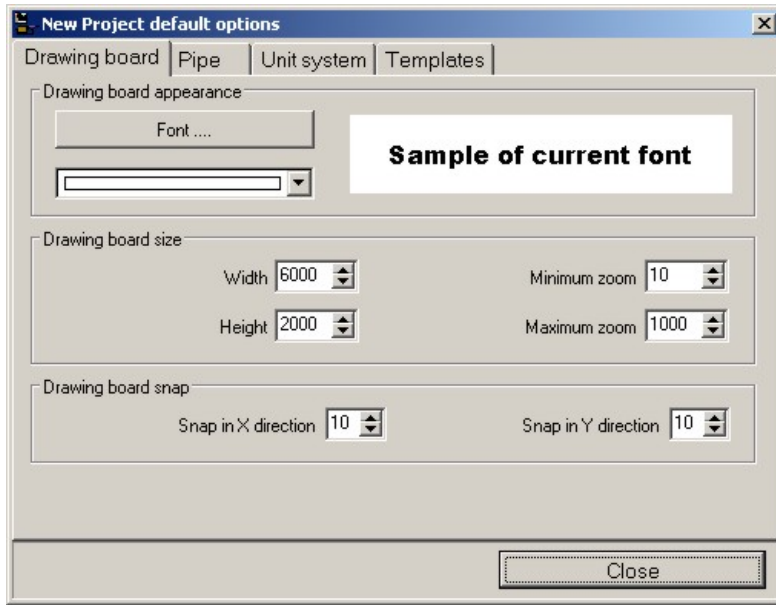 New Project default options
Drawing board Pipe Unit system Templates
Drawing board appearance
Font ....
Sample of current font
Drawing board size
Width 6000 Minimum zoom 10
Height 2000 Maximum zoom 1000
Drawing board snap
Snap in X direction 10 Snap in Y direction 10
Close